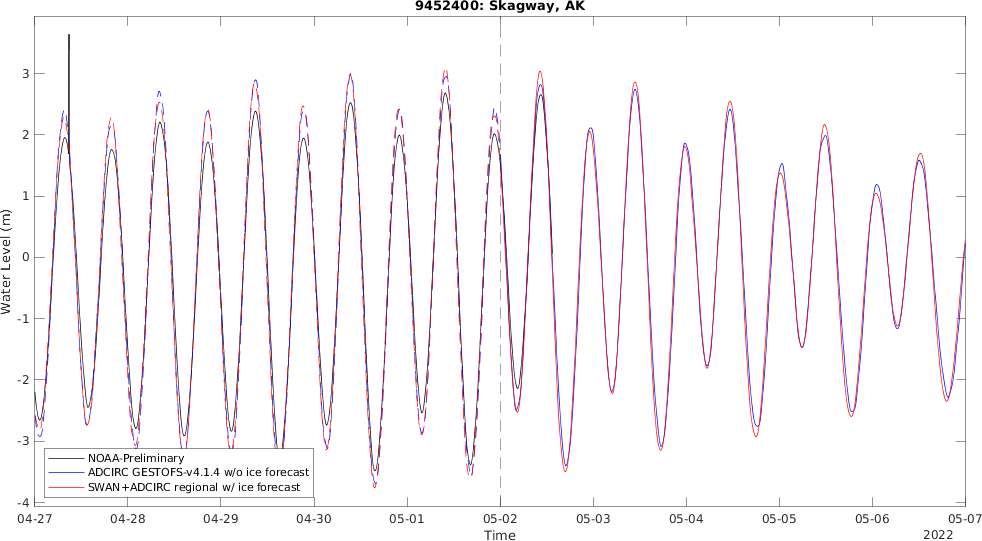 9452400: Skagway, AK
Water Level (m)
3
2
1
0
-1
-2
-3
-4
NOAA-Preliminary
ADCIRC GESTOFS-v4.1.4 w/o ice forecast
SWAN+ADCIRC regional w/ ice forecast
04-27 04-28 04-29 04-30 05-01 05-02 05-03 05-04 05-05 05-06 05-07
Time
2022